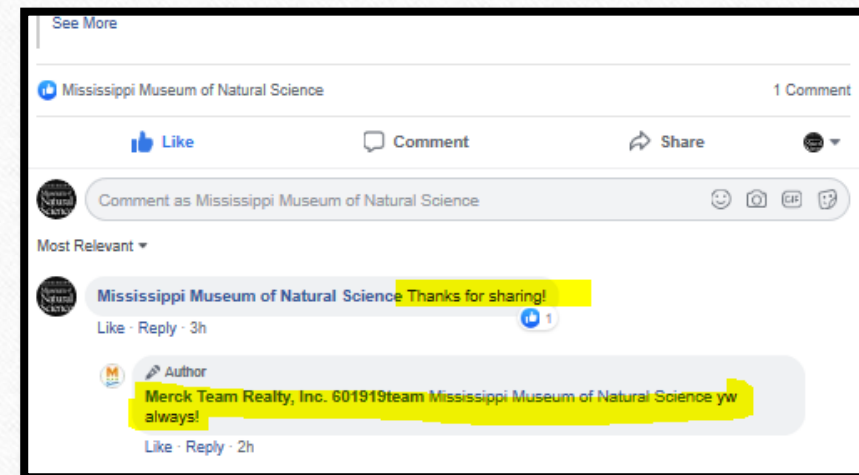 See More
Mississippi Museum of Natural Science 1 Comment
Like Comment Share
Comment as Mississippi Museum of Natural Science GIF
Most Relevant
Mississippi Museum of Natural Science Thanks for sharing!
1
Like · Reply · 3h
Author
Merck Team Realty, Inc. 601919team Mississippi Museum of Natural Science yw
always!
Like · Reply · 2h